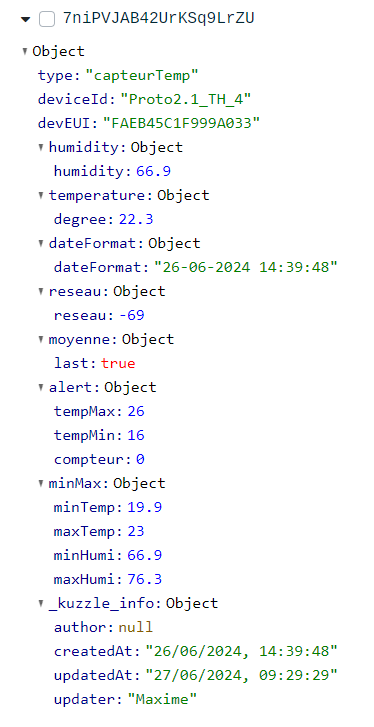 7niPVJAB42UrKSq9LrZU
Object
type: "capteurTemp"
deviceId: "Proto2.1_TH_4"
devEUI: "FAEB45C1F999A033"
humidity: Object
humidity: 66.9
temperature: Object
degree: 22.3
dateFormat: Object
dateFormat: "26-06-2024 14:39:48"
reseau: Object
reseau: -69
moyenne: Object
last: true
alert: Object
tempMax: 26
tempMin: 16
compteur: 0
minMax: Object
minTemp: 19.9
maxTemp: 23
minHumi: 66.9
maxHumi: 76.3
_kuzzle_info: Object
author: null
createdAt: "26/06/2024, 14:39:48"
updatedAt: "27/06/2024, 09:29:29"
updater: "Maxime"